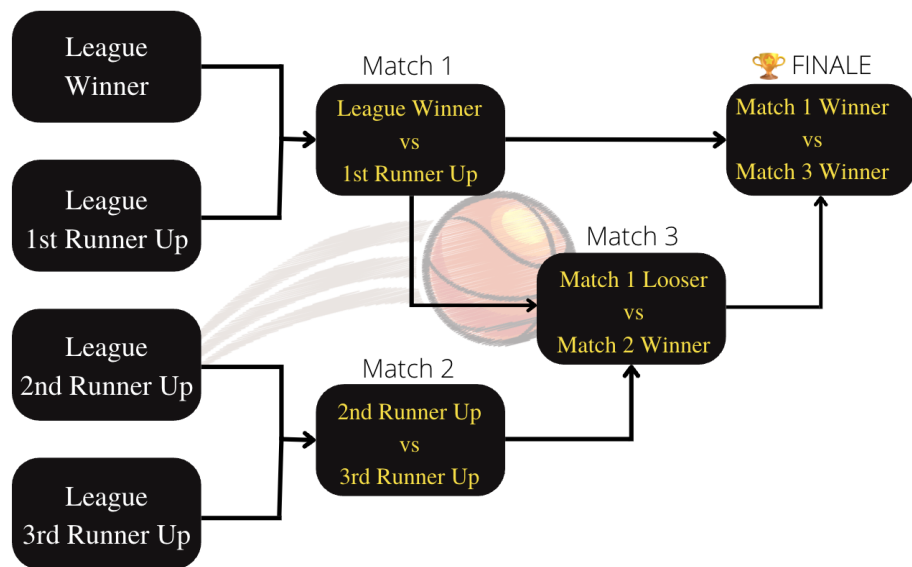 League
Winner
League
1st Runner Up
League
2nd Runner Up
League
3rd Runner Up
Match 1
League Winner
vs
1st Runner Up
Match 2
2nd Runner Up
vs
3rd Runner Up
Match 3
Match 1 Looser
vs
Match 2 Winner
🏆 FINALE
Match 1 Winner
vs
Match 3 Winner